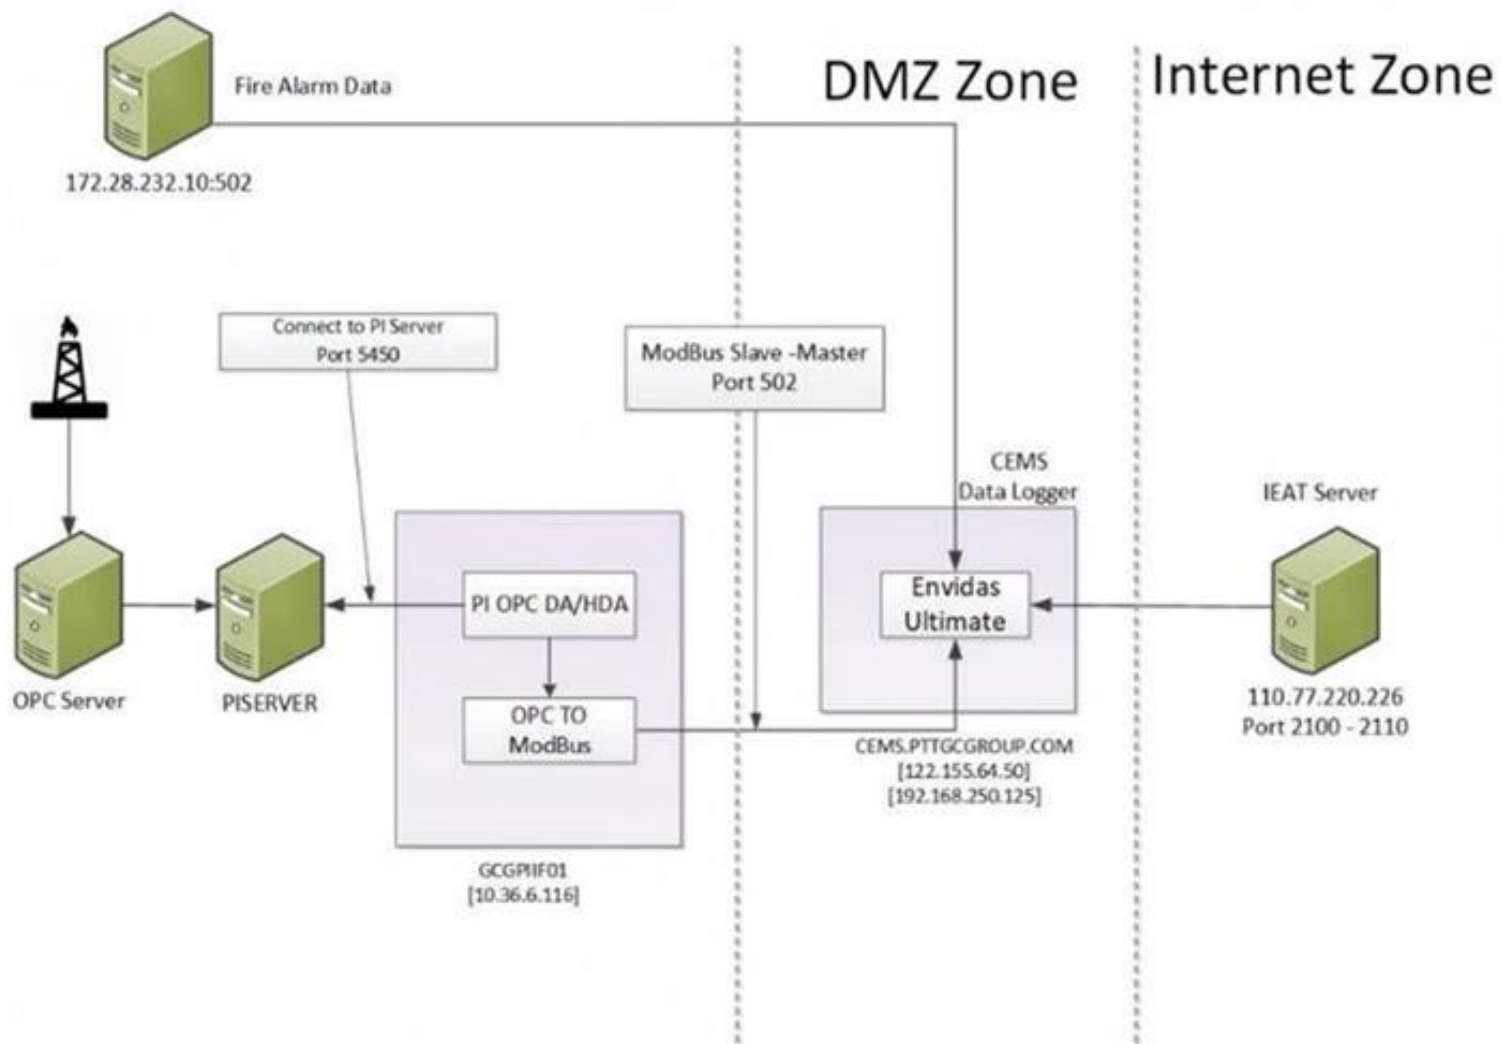 DMZ Zone
Internet Zone
Fire Alarm Data
172.28.232.10:502
Connect to PI Server
Port 5450
ModBus Slave -Master
Port 502
CEMS
Data Logger
IEAT Server
PI OPC DA/HDA
Envidas
Ultimate
OPC Server
PISERVER
OPC TO
ModBus
110.77.220.226
Port 2100 - 2110
CEMS.PTTGCGROUP.COM
[122.155.64.50]
[192.168.250.125]
GCGPIIF01
[10.36.6.116]